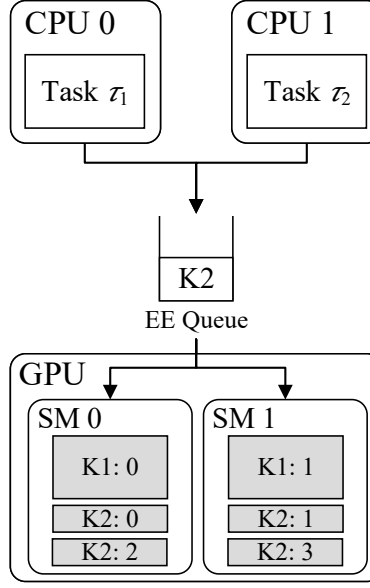 CPU 0
CPU 1
Task τ1
Task τ2
K2
EE Queue
GPU
SM 0
SM 1
K1: 0
K1: 1
K2: 0
K2: 1
K2: 2
K2: 3